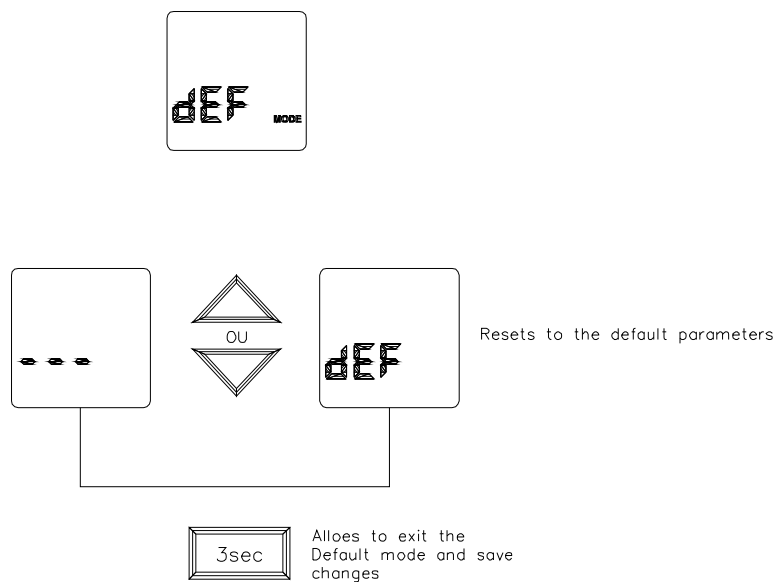 dEF
MODE
---
OU
dEF
Resets to the default parameters
3sec
Alloes to exit the
Default mode and save
changes